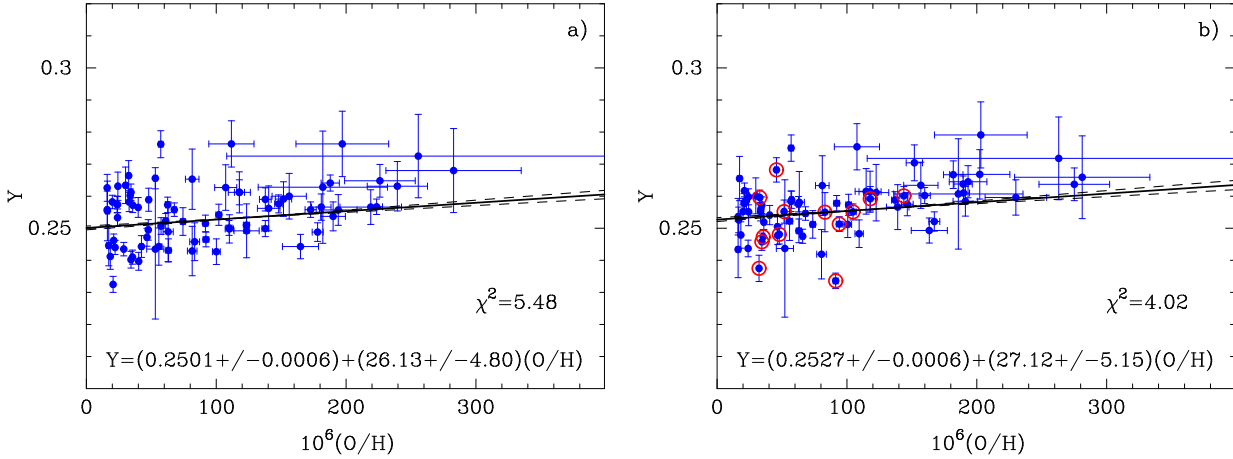 a)
0.3
0.25
Y
χ²=5.48
Y=(0.2501+/-0.0006)+(26.13+/-4.80)(O/H)
0 100 200 300
10⁶(O/H)
b)
0.3
0.25
Y
χ²=4.02
Y=(0.2527+/-0.0006)+(27.12+/-5.15)(O/H)
0 100 200 300
10⁶(O/H)